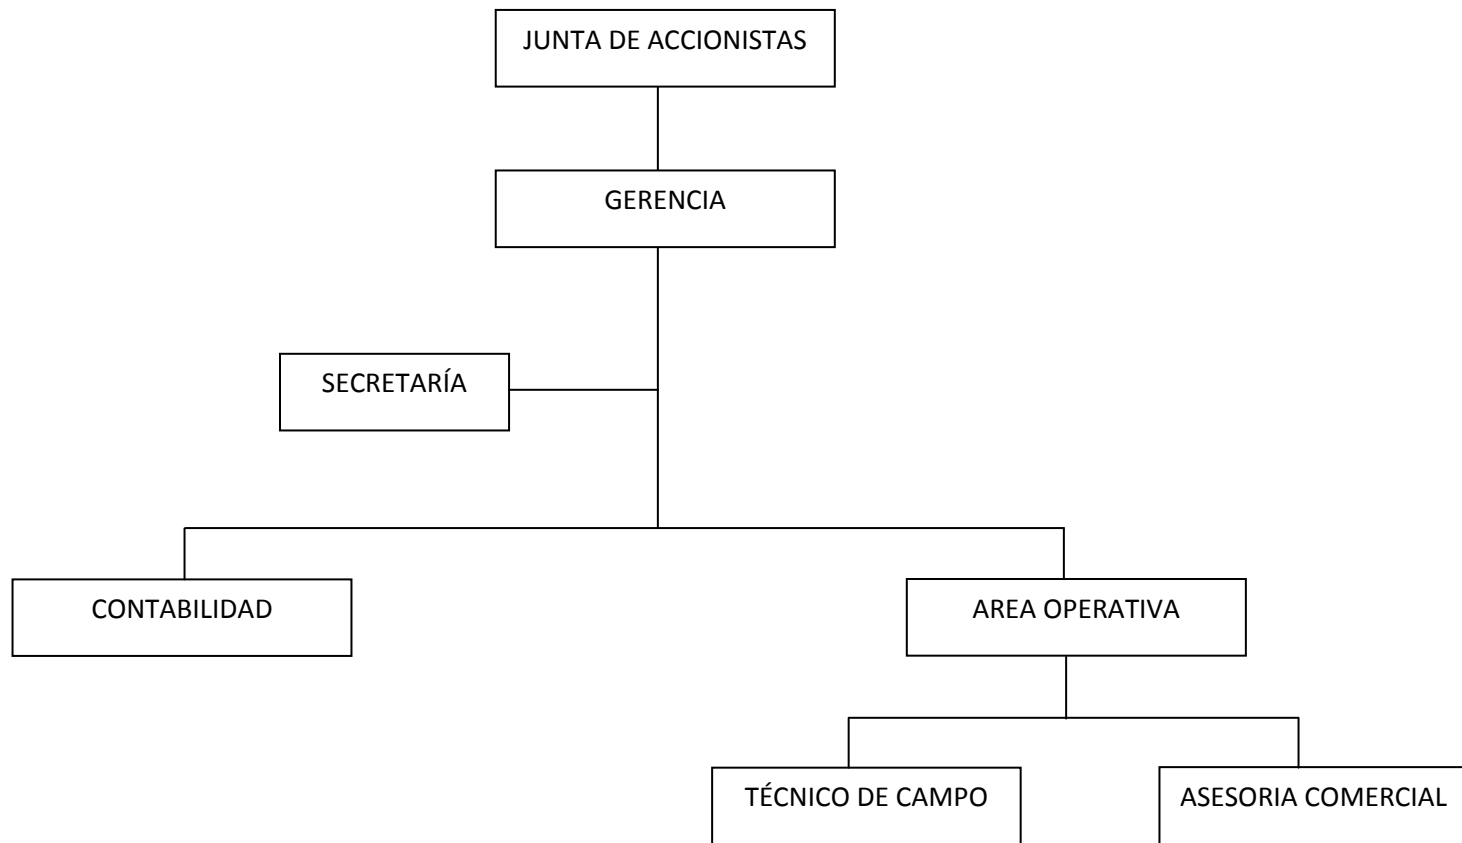 JUNTA DE ACCIONISTAS
GERENCIA
SECRETARÍA
CONTABILIDAD
AREA OPERATIVA
TÉCNICO DE CAMPO
ASESORIA COMERCIAL